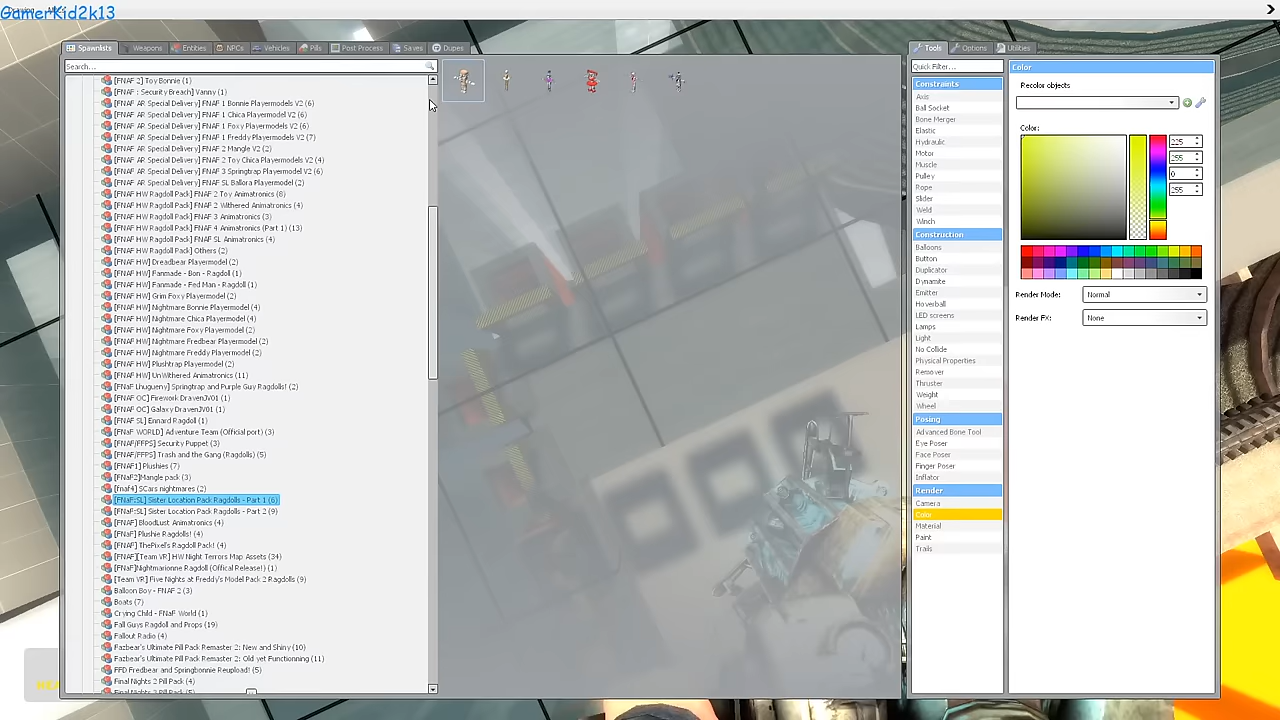 GamerKid2k13
Spawnlists
Weapons
Entities
NPCs
Vehicles
Pills
Post Process
Saves
Dupes
Search...
[FNAF 2] Toy Bonnie (1)
[FNAF : Security Breach] Vanny (1)
[FNAF AR Special Delivery] FNAF 1 Bonnie Playermodels V2 (6)
[FNAF AR Special Delivery] FNAF 1 Chica Playermodel V2 (6)
[FNAF AR Special Delivery] FNAF 1 Foxy Playermodels V2 (6)
[FNAF AR Special Delivery] FNAF 1 Freddy Playermodels V2 (7)
[FNAF AR Special Delivery] FNAF 2 Mangle V2 (2)
[FNAF AR Special Delivery] FNAF 2 Toy Chica Playermodels V2 (4)
[FNAF AR Special Delivery] FNAF 3 Springtrap Playermodels V2 (6)
[FNAF AR Special Delivery] FNAF SL Ballora Playermodel (2)
[FNAF HW Ragdoll Pack] FNAF 2 Toy Animatronics (8)
[FNAF HW Ragdoll Pack] FNAF 2 Withered Animatronics (4)
[FNAF HW Ragdoll Pack] FNAF 3 Animatronics (3)
[FNAF HW Ragdoll Pack] FNAF 4 Animatronics (Part 1) (13)
[FNAF HW Ragdoll Pack] FNAF SL Animatronics (4)
[FNAF HW Ragdoll Pack] Others (2)
[FNAF HW] Dreadbear Playermodel (2)
[FNAF HW] Fanmade - Bon - Ragdoll (1)
[FNAF HW] Fanmade - Fed Man - Ragdoll (1)
[FNAF HW] Grim Foxy Playermodel (2)
[FNAF HW] Nightmare Bonnie Playermodel (4)
[FNAF HW] Nightmare Chica Playermodel (4)
[FNAF HW] Nightmare Foxy Playermodel (2)
[FNAF HW] Nightmare Fredbear Playermodel (2)
[FNAF HW] Nightmare Freddy Playermodel (2)
[FNAF HW] Plushtrap Playermodel (2)
[FNAF HW] UnWithered Animatronics (11)
[FNaF Lhugueny] Springtrap and Purple Guy Ragdolls! (2)
[FNAF OC] Firework DravenJV01 (1)
[FNAF OC] Galaxy DravenJV01 (1)
[FNAF SL] Ennard Ragdoll (1)
[FNAF WORLD] Adventure Team (Official port) (3)
[FNAF/FFPS] Security Puppet (3)
[FNAF/FFPS] Trash and the Gang (Ragdolls) (5)
[FNAF1] Plushies (7)
[FNaF2]Mangle pack (3)
[fnaf4] SCars nightmares (2)
[FNaF:SL] Sister Location Pack Ragdolls - Part 1 (6)
[FNaF:SL] Sister Location Pack Ragdolls - Part 2 (9)
[FNAF] BloodLust Animatronics (4)
[FNaF] Plushie Ragdolls! (4)
[FNAF] ThePixel's Ragdoll Pack! (4)
[FNAF][Team VR] HW Night Terrors Map Assets (34)
[FNaF]Nightmarionne Ragdoll (Offical Release!) (1)
[Team VR] Five Nights at Freddy's Model Pack 2 Ragdolls (9)
Balloon Boy - FNAF 2 (3)
Boats (7)
Crying Child - FNaF World (1)
Fall Guys Ragdoll and Props (19)
Fallout Radio (4)
Fazbear's Ultimate Pill Pack Remaster 2: New and Shiny (10)
Fazbear's Ultimate Pill Pack Remaster 2: Old yet Functionning (11)
FFD Fredbear and Springbonnie Reupload! (5)
Final Nights 2 Pill Pack (4)
Final Nights 3 Pill Pack (5)
Tools
Options
Utilities
Quick Filter...
Constraints
Axis
Ball Socket
Bone Merger
Elastic
Hydraulic
Motor
Muscle
Pulley
Rope
Slider
Weld
Winch
Construction
Balloons
Button
Duplicator
Dynamite
Emitter
Hoverball
LED screens
Lamps
Light
No Collide
Physical Properties
Remover
Thruster
Weight
Wheel
Posing
Advanced Bone Tool
Eye Poser
Face Poser
Finger Poser
Inflator
Render
Camera
Color
Material
Paint
Trails
Color
Recolor objects
Color:
225
255
0
255
Render Mode:
Normal
Render FX:
None